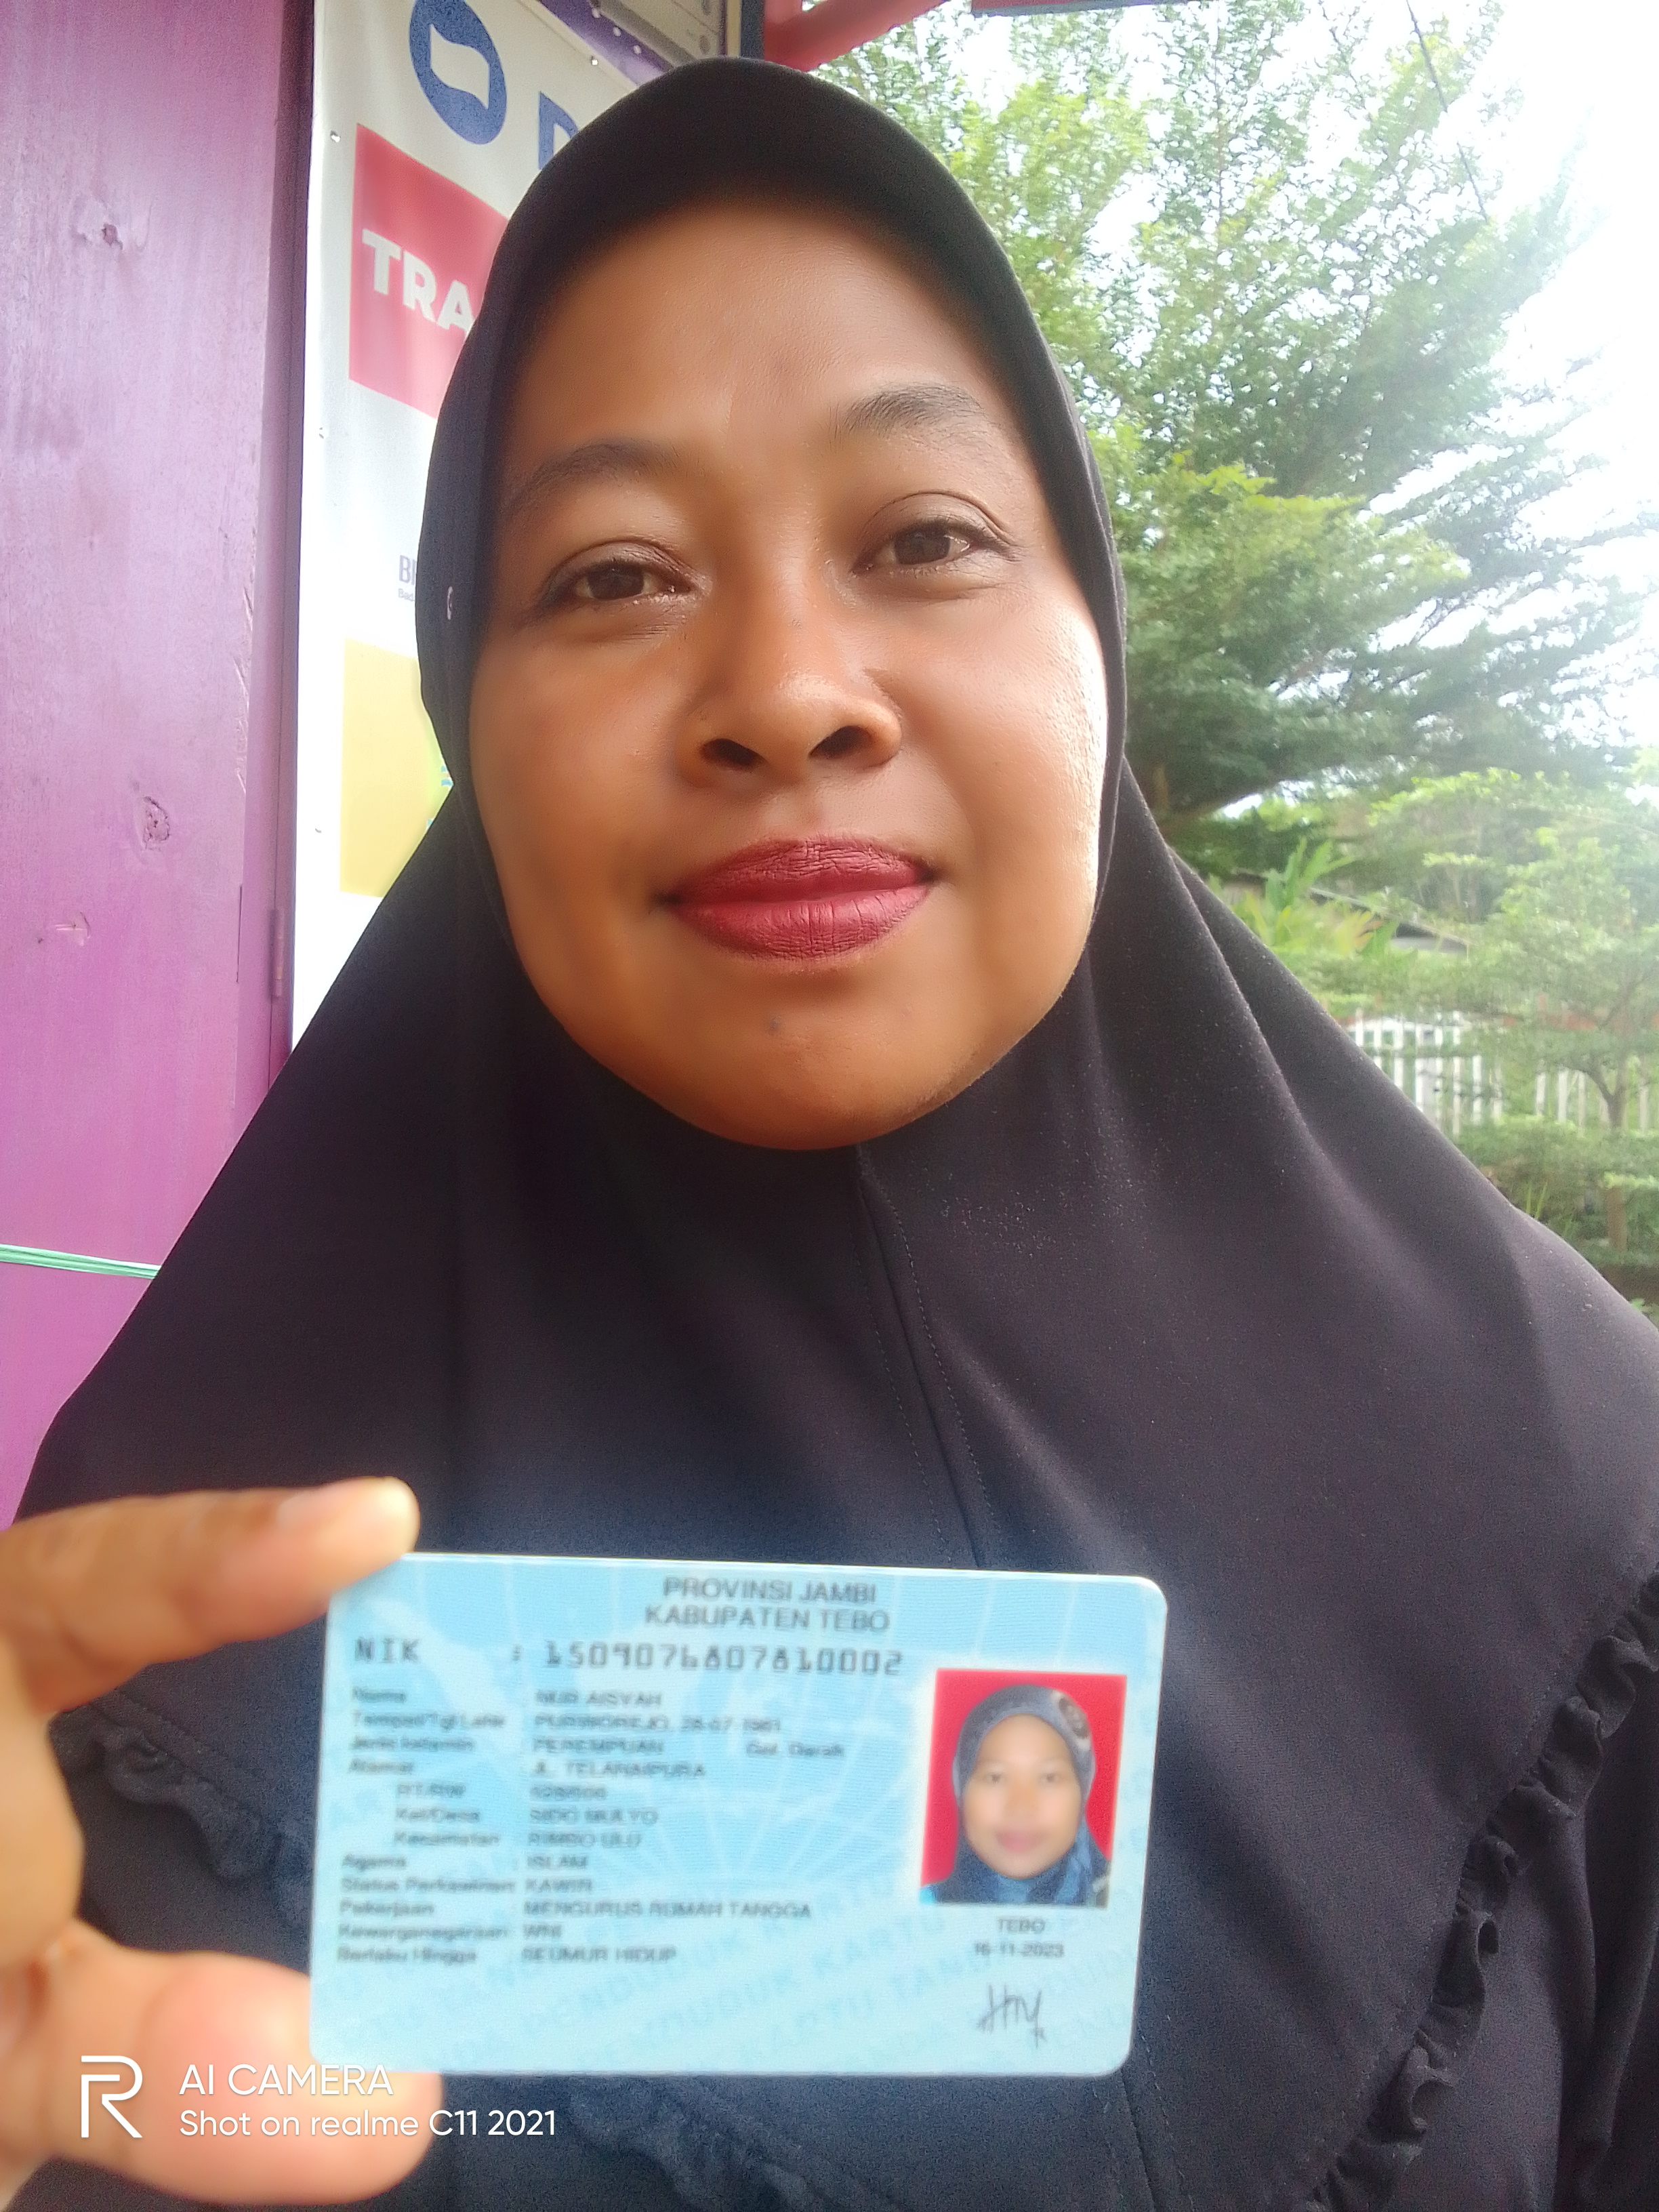 TRA
PROVINSI JAMBI
KABUPATEN TEBO
NIK : 1509076807810002
Nama NUR AISYAH
Tempat/Tgl Lahir PURWOREJO, 28-07-1981
Jenis kelamin PEREMPUAN Gol. Darah
Alamat JL. TELANAIPURA
RT/RW
Kel/Desa SIDO MULYO
Kecamatan RIMBO ULU
Agama : ISLAM
Status Perkawinan: KAWIN
Pekerjaan MENGURUS RUMAH TANGGA
Kewarganegaraan: WNI
Berlaku Hingga : SEUMUR HIDUP
TEBO
16-11-2023
AI CAMERA
Shot on realme C11 2021